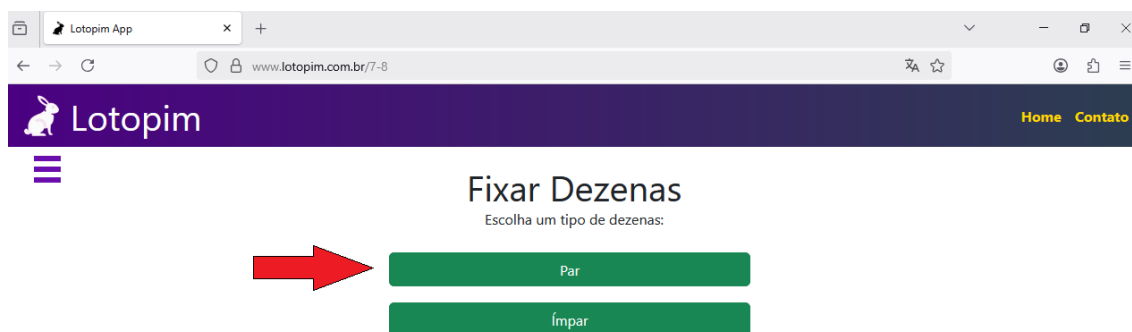 Lotopim App
www.lotopim.com.br/7-8
Lotopim
Home Contato
Fixar Dezenas
Escolha um tipo de dezenas:
Par
Ímpar